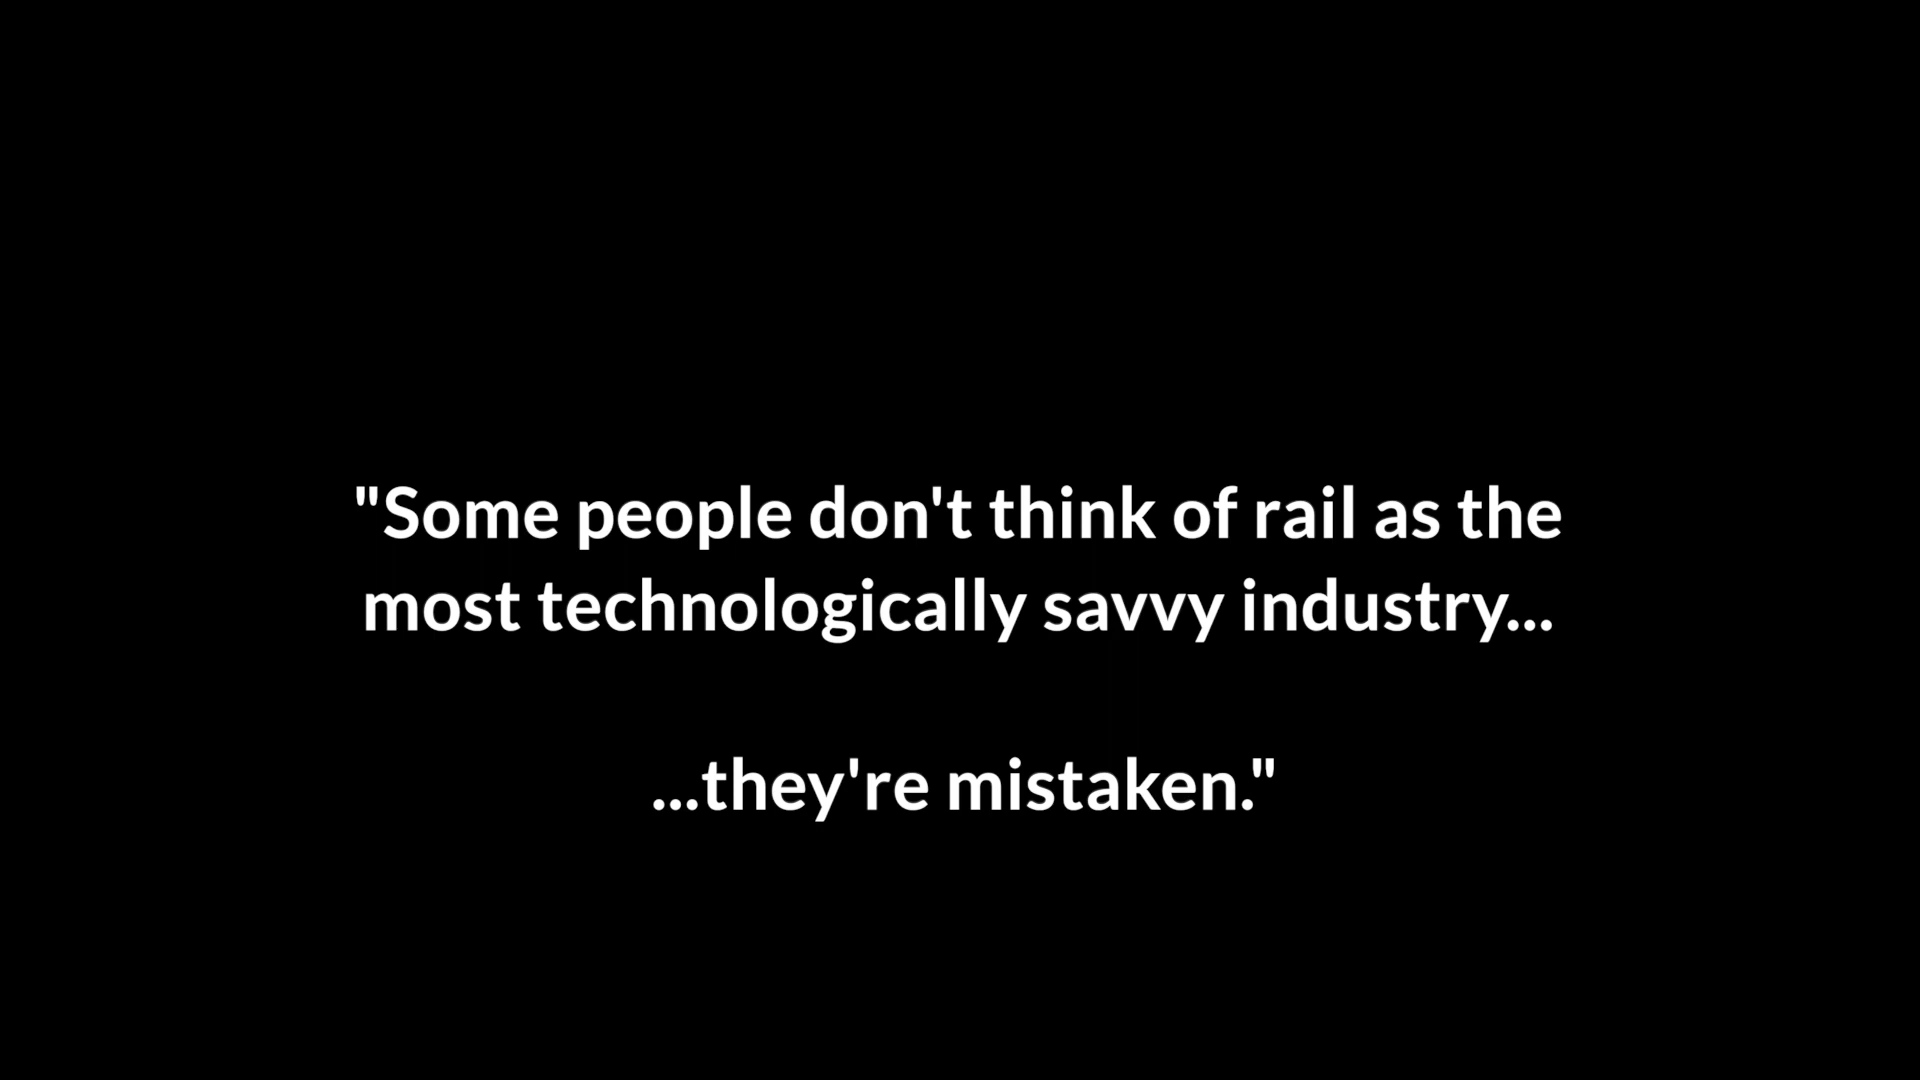 "Some people don't think of rail as the
most technologically savvy industry...
...they're mistaken."